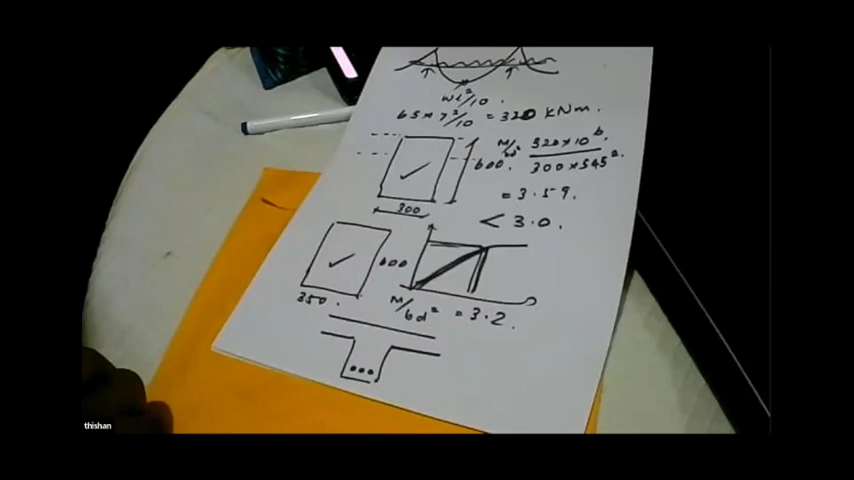 wl²/10.
65×7²/10 = 320 kNm.
M/bd² 320×10⁶
600. 300×545².
= 3.59.
300
< 3.0.
600
350.
M/bd² = 3.2.
thishan